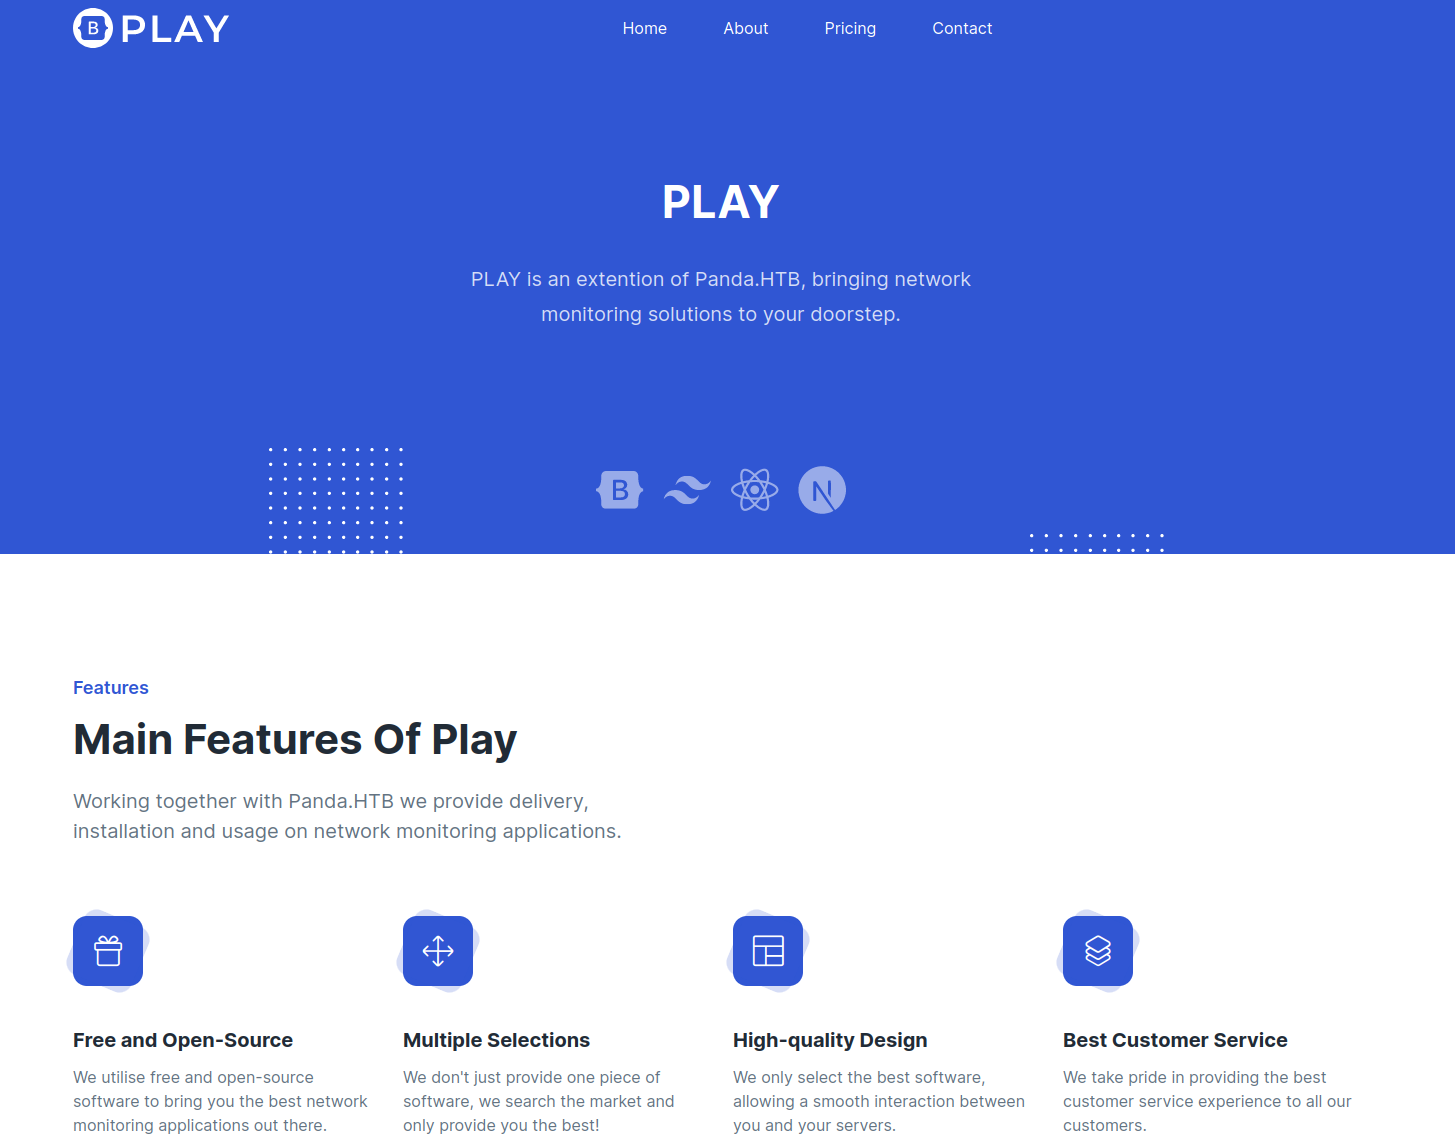 B PLAY
Home About Pricing Contact
PLAY
PLAY is an extention of Panda.HTB, bringing network
monitoring solutions to your doorstep.
B N
Features
Main Features Of Play
Working together with Panda.HTB we provide delivery,
installation and usage on network monitoring applications.
Free and Open-Source
We utilise free and open-source
software to bring you the best network
monitoring applications out there.
Multiple Selections
We don't just provide one piece of
software, we search the market and
only provide you the best!
High-quality Design
We only select the best software,
allowing a smooth interaction between
you and your servers.
Best Customer Service
We take pride in providing the best
customer service experience to all our
customers.